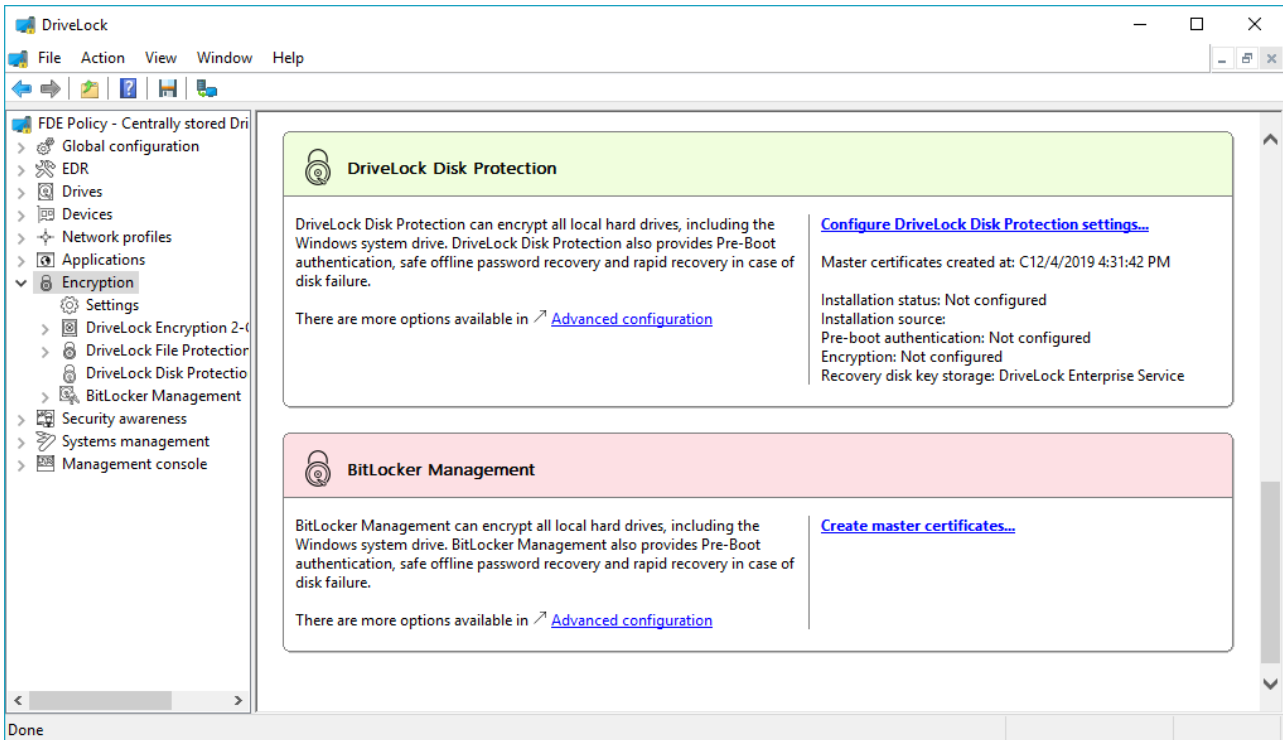 DriveLock
File Action View Window Help
FDE Policy - Centrally stored Dri
Global configuration
EDR
Drives
Devices
Network profiles
Applications
Encryption
Settings
DriveLock Encryption 2-(
DriveLock File Protection
DriveLock Disk Protectio
BitLocker Management
Security awareness
Systems management
Management console
DriveLock Disk Protection
DriveLock Disk Protection can encrypt all local hard drives, including the
Windows system drive. DriveLock Disk Protection also provides Pre-Boot
authentication, safe offline password recovery and rapid recovery in case of
disk failure.
There are more options available in Advanced configuration
Configure DriveLock Disk Protection settings...
Master certificates created at: C12/4/2019 4:31:42 PM
Installation status: Not configured
Installation source:
Pre-boot authentication: Not configured
Encryption: Not configured
Recovery disk key storage: DriveLock Enterprise Service
BitLocker Management
BitLocker Management can encrypt all local hard drives, including the
Windows system drive. BitLocker Management also provides Pre-Boot
authentication, safe offline password recovery and rapid recovery in case of
disk failure.
There are more options available in Advanced configuration
Create master certificates...
Done